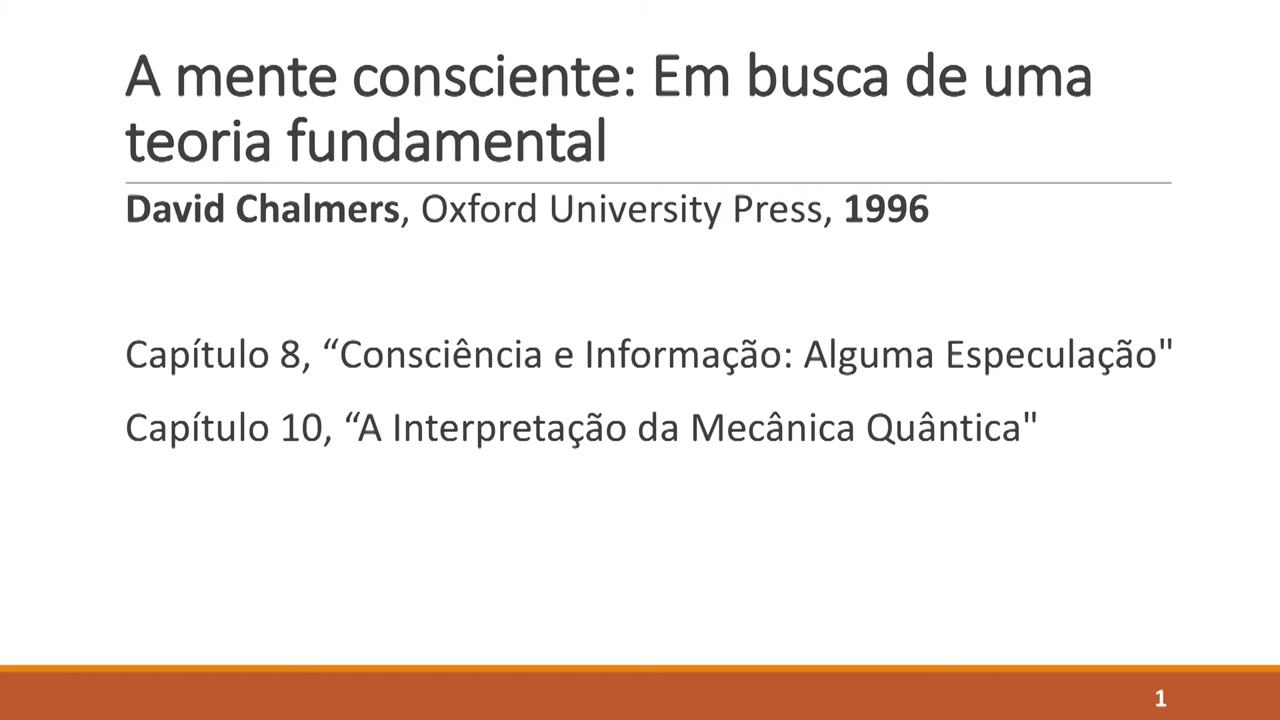 A mente consciente: Em busca de uma
teoria fundamental
David Chalmers, Oxford University Press, 1996
Capítulo 8, “Consciência e Informação: Alguma Especulação"
Capítulo 10, “A Interpretação da Mecânica Quântica"
1